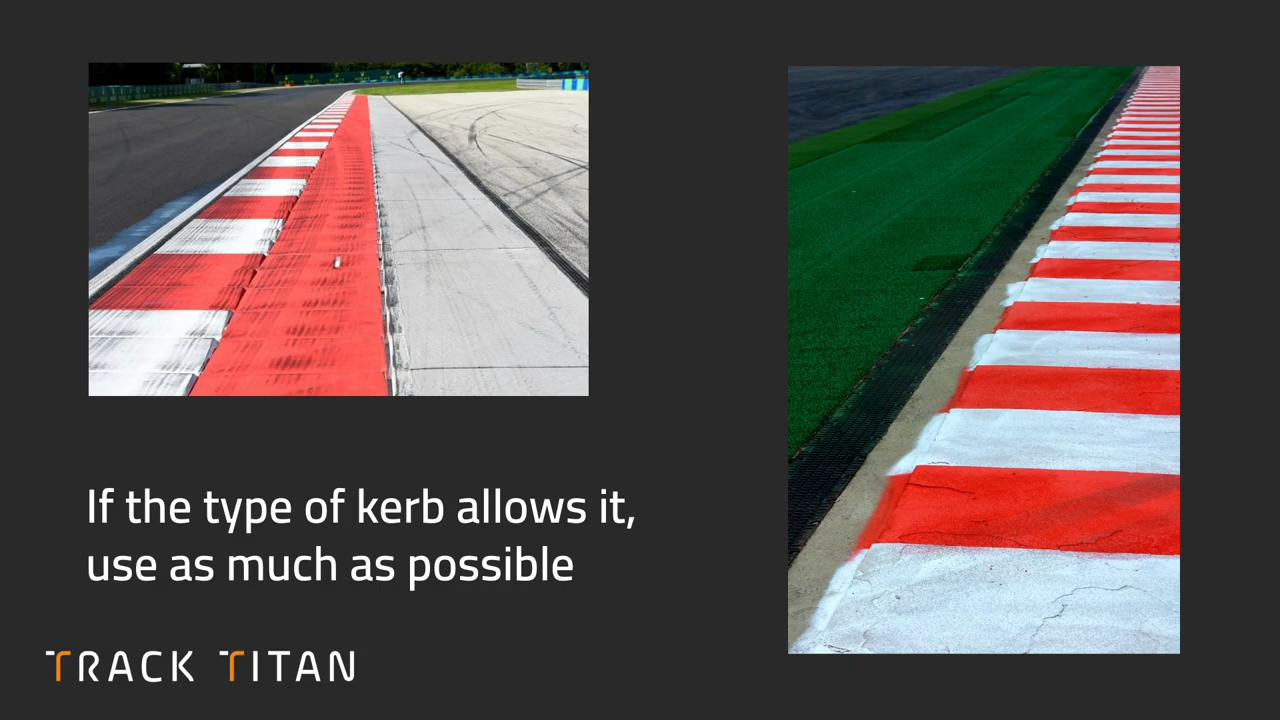 If the type of kerb allows it,
use as much as possible
TRACK TITAN